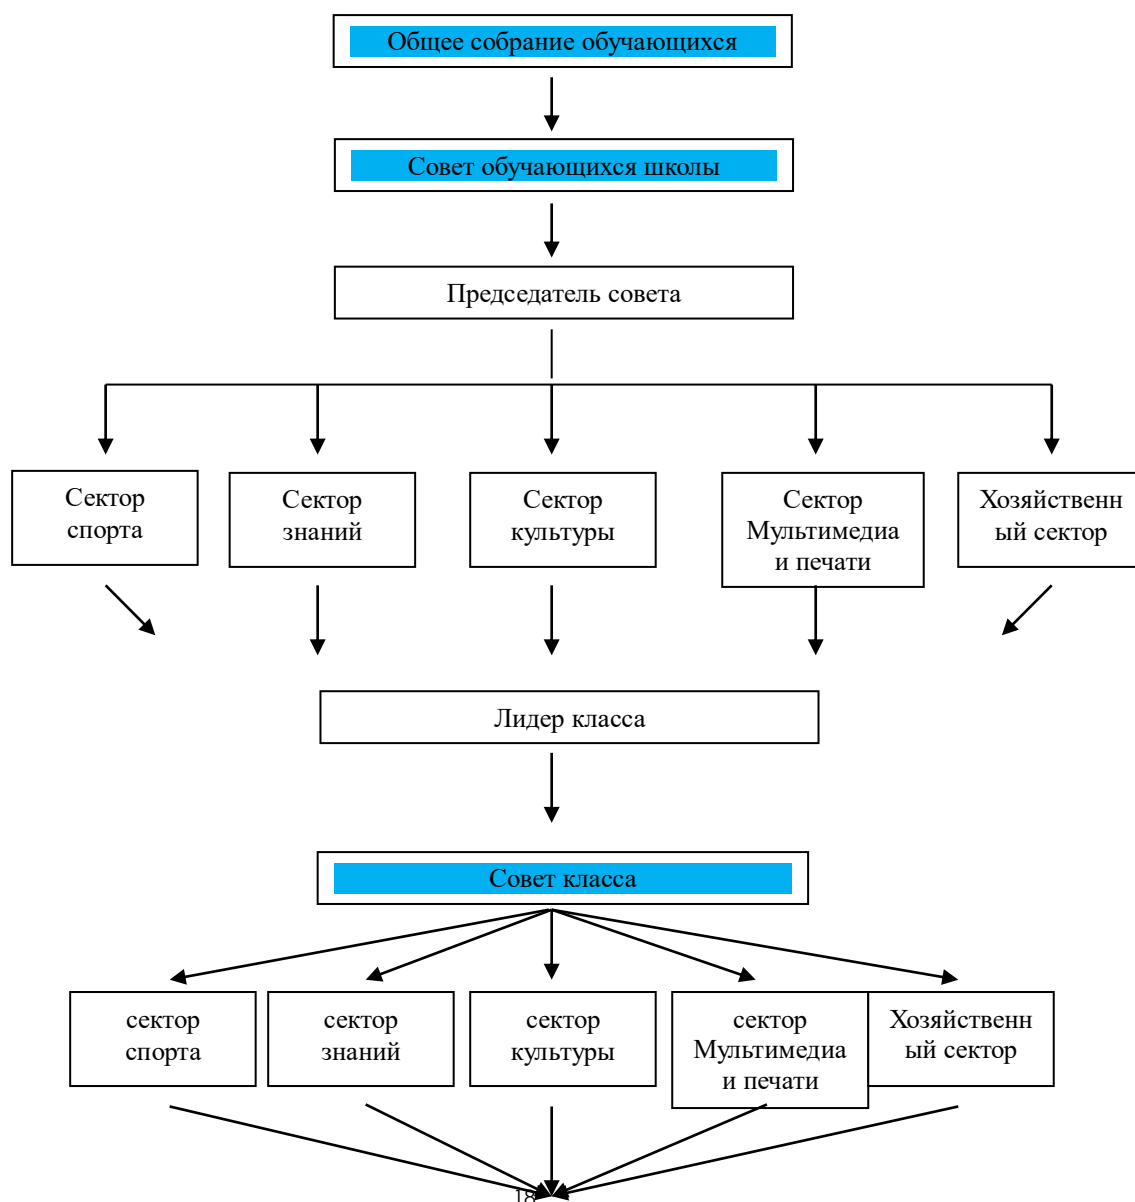 Общее собрание обучающихся
Совет обучающихся школы
Председатель совета
Сектор
спорта
Сектор
знаний
Сектор
культуры
Сектор
Мультимедиа
и печати
Хозяйственн
ый сектор
Лидер класса
Совет класса
сектор
спорта
сектор
знаний
сектор
культуры
сектор
Мультимедиа
и печати
Хозяйственн
ый сектор
18